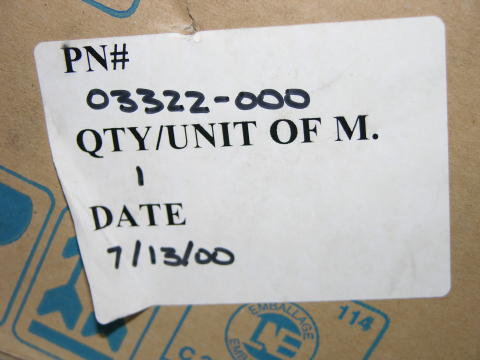 PN#
03322-000
QTY/UNIT OF M.
1
DATE
7/13/00
EMBALLAGE
114